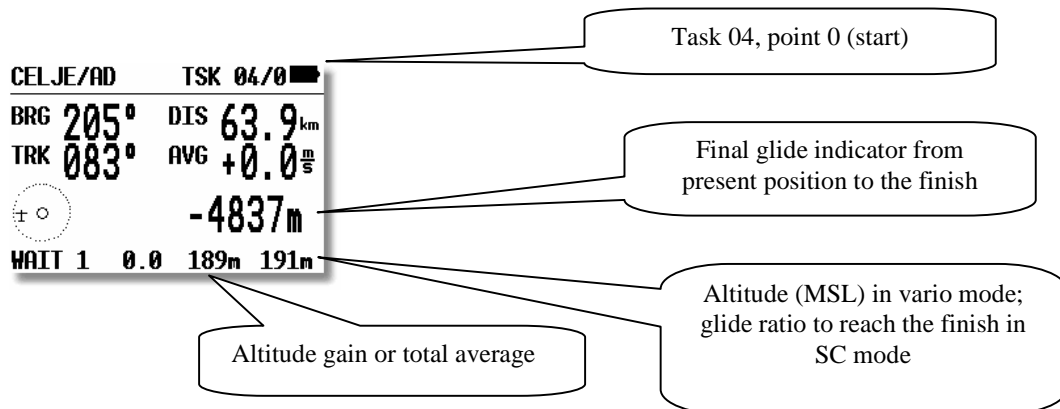 Task 04, point 0 (start)
CELJE/AD TSK 04/0
BRG 205° DIS 63.9km
TRK 083° AVG +0.0m/s
-4837m
WAIT 1 0.0 189m 191m
Final glide indicator from
present position to the finish
Altitude (MSL) in vario mode;
glide ratio to reach the finish in
SC mode
Altitude gain or total average